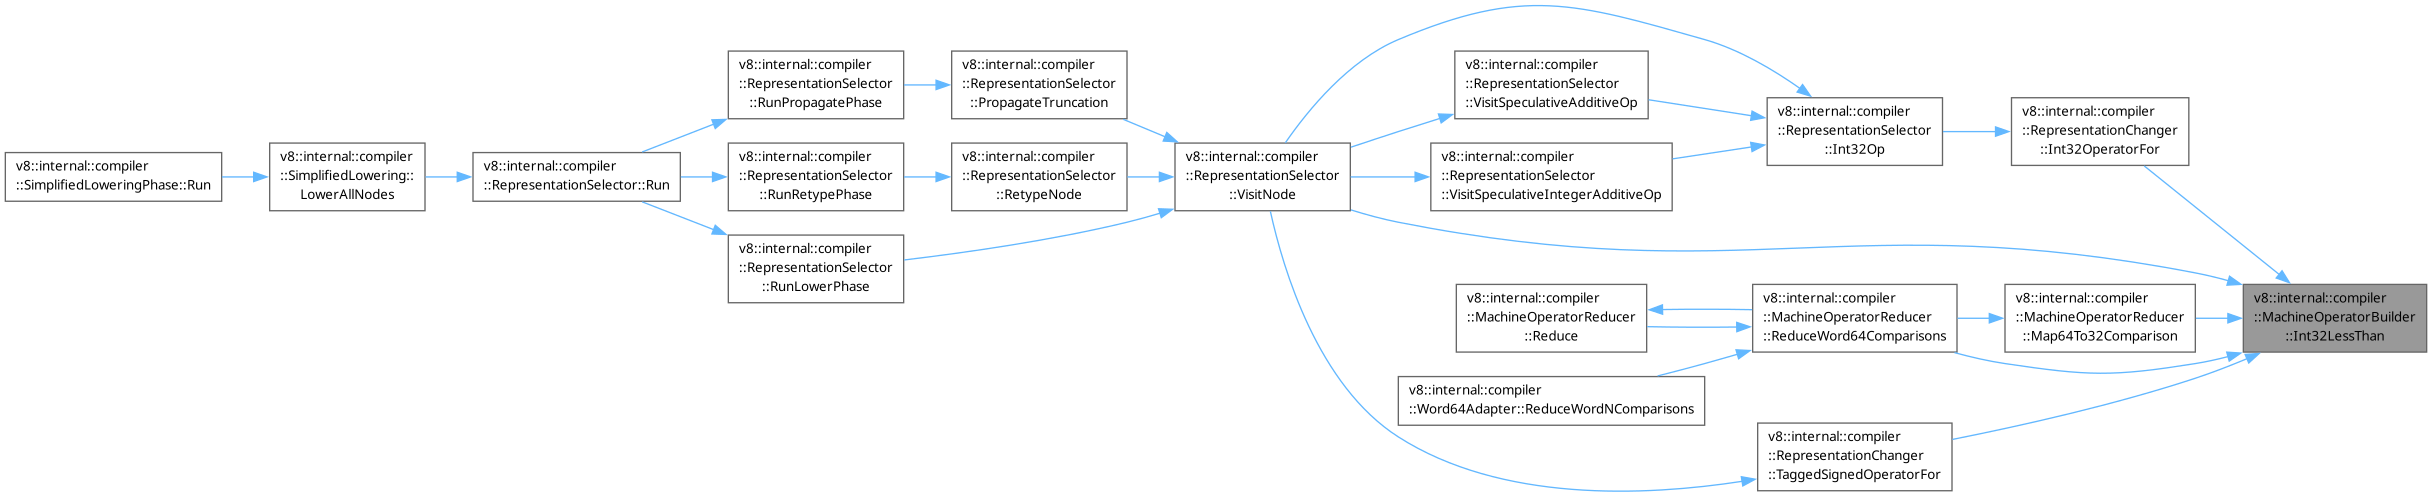 v8::internal::compiler
::SimplifiedLoweringPhase::Run
v8::internal::compiler
::SimplifiedLowering::
LowerAllNodes
v8::internal::compiler
::RepresentationSelector::Run
v8::internal::compiler
::RepresentationSelector
::RunPropagatePhase
v8::internal::compiler
::RepresentationSelector
::RunRetypePhase
v8::internal::compiler
::RepresentationSelector
::RunLowerPhase
v8::internal::compiler
::RepresentationSelector
::PropagateTruncation
v8::internal::compiler
::RepresentationSelector
::RetypeNode
v8::internal::compiler
::RepresentationSelector
::VisitNode
v8::internal::compiler
::RepresentationSelector
::VisitSpeculativeAdditiveOp
v8::internal::compiler
::RepresentationSelector
::VisitSpeculativeIntegerAdditiveOp
v8::internal::compiler
::MachineOperatorReducer
::Reduce
v8::internal::compiler
::Word64Adapter::ReduceWordNComparisons
v8::internal::compiler
::RepresentationSelector
::Int32Op
v8::internal::compiler
::MachineOperatorReducer
::ReduceWord64Comparisons
v8::internal::compiler
::RepresentationChanger
::TaggedSignedOperatorFor
v8::internal::compiler
::RepresentationChanger
::Int32OperatorFor
v8::internal::compiler
::MachineOperatorReducer
::Map64To32Comparison
v8::internal::compiler
::MachineOperatorBuilder
::Int32LessThan